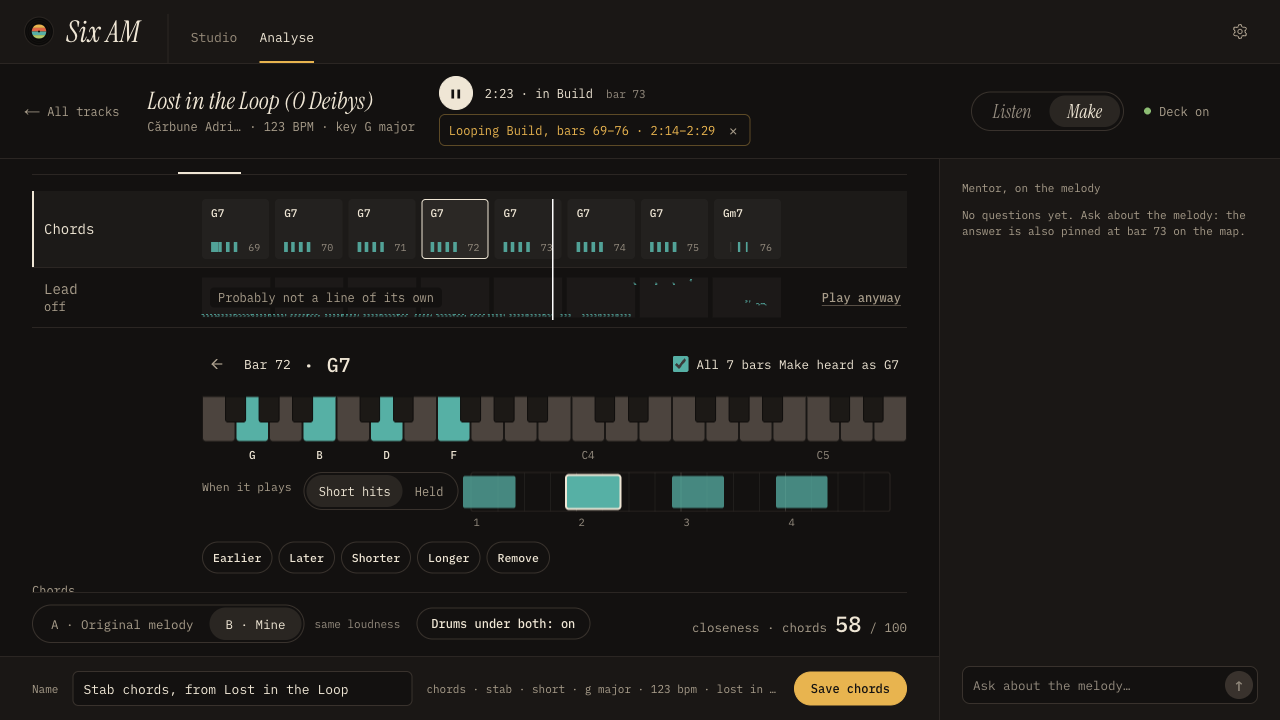 Six AM
Studio
Analyse
← All tracks
Lost in the Loop (O Deibys)
Cărbune Adri… · 123 BPM · key G major
2:23 · in Build bar 73
Looping Build, bars 69–76 · 2:14–2:29 ×
Listen
Make
Deck on
Chords
G7 69
G7 70
G7 71
G7 72
G7 73
G7 74
G7 75
Gm7 76
Lead
off
Probably not a line of its own
Play anyway
← Bar 72 • G7
All 7 bars Make heard as G7
G B D F C4 C5
When it plays
Short hits
Held
1 2 3 4
Earlier
Later
Shorter
Longer
Remove
Chords
A · Original melody
B · Mine
same loudness
Drums under both: on
closeness · chords 58 / 100
Name
Stab chords, from Lost in the Loop
chords · stab · short · g major · 123 bpm · lost in …
Save chords
Mentor, on the melody
No questions yet. Ask about the melody: the
answer is also pinned at bar 73 on the map.
Ask about the melody…
↑